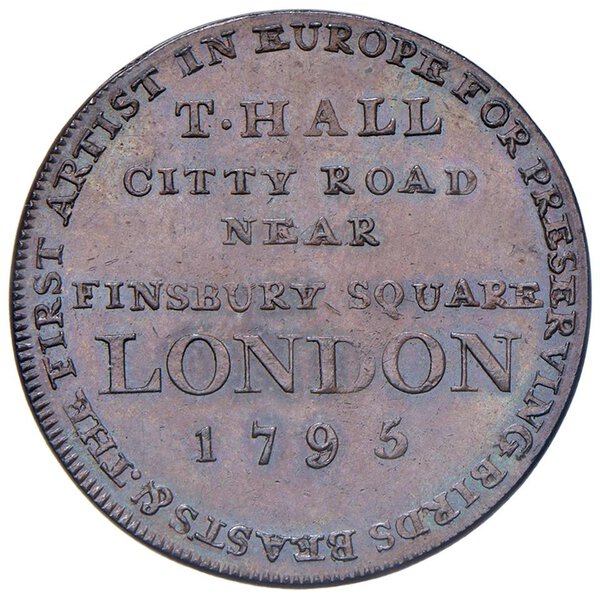 THE FIRST ARTIST IN EUROPE FOR PRESERVING BIRDS BEASTS &.
T·HALL
CITTY ROAD
NEAR
FINSBURY SQUARE
LONDON
1795